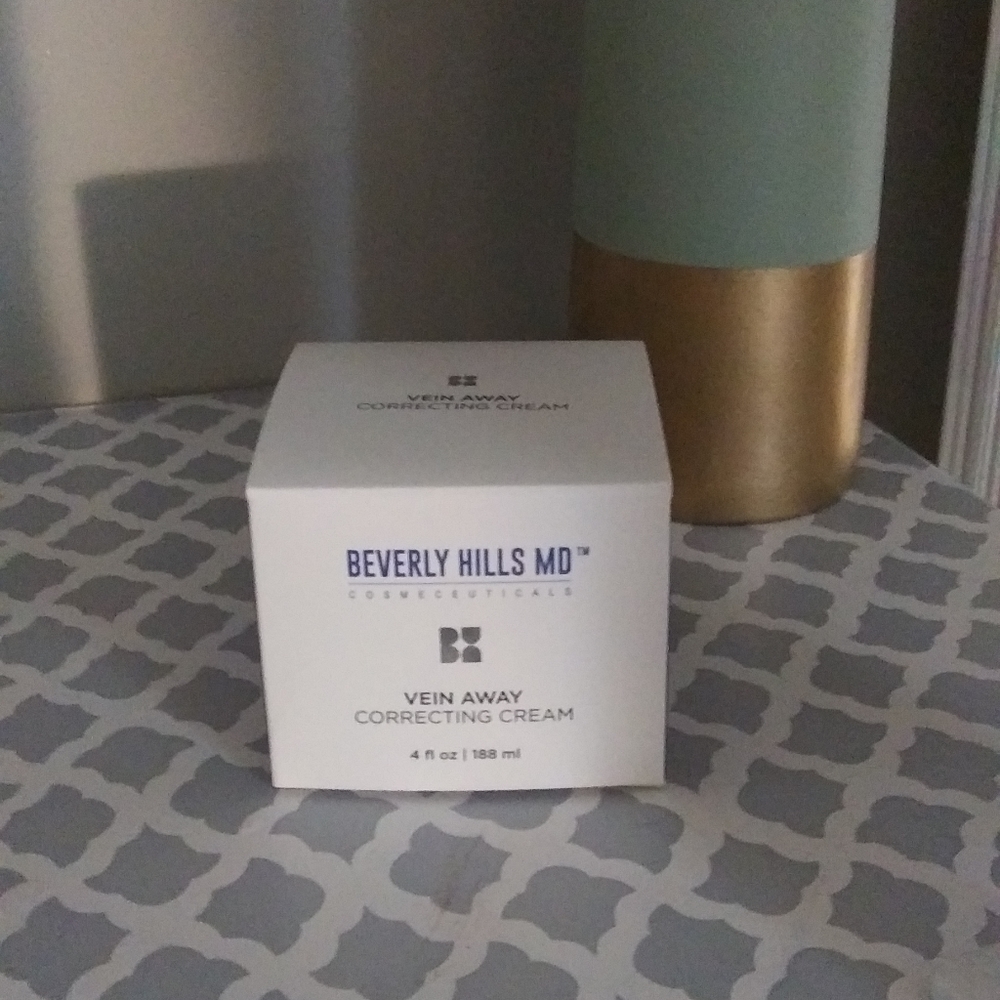 VEIN AWAY
CORRECTING CREAM
BEVERLY HILLS MD™
COSMECEUTICALS
VEIN AWAY
CORRECTING CREAM
4 fl oz | 188 ml